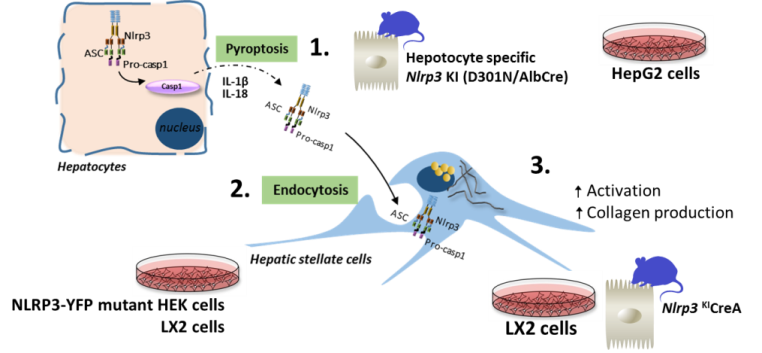 Nlrp3
ASC
Pro-casp1
Casp1
nucleus
Hepatocytes
Pyroptosis
IL-1β
IL-18
1.
Hepotocyte specific
Nlrp3 KI (D301N/AlbCre)
HepG2 cells
ASC
Nlrp3
Pro-casp1
2.
Endocytosis
3.
↑ Activation
↑ Collagen production
ASC
Nlrp3
Pro-casp1
Hepatic stellate cells
NLRP3-YFP mutant HEK cells
LX2 cells
LX2 cells
Nlrp3 KICreA